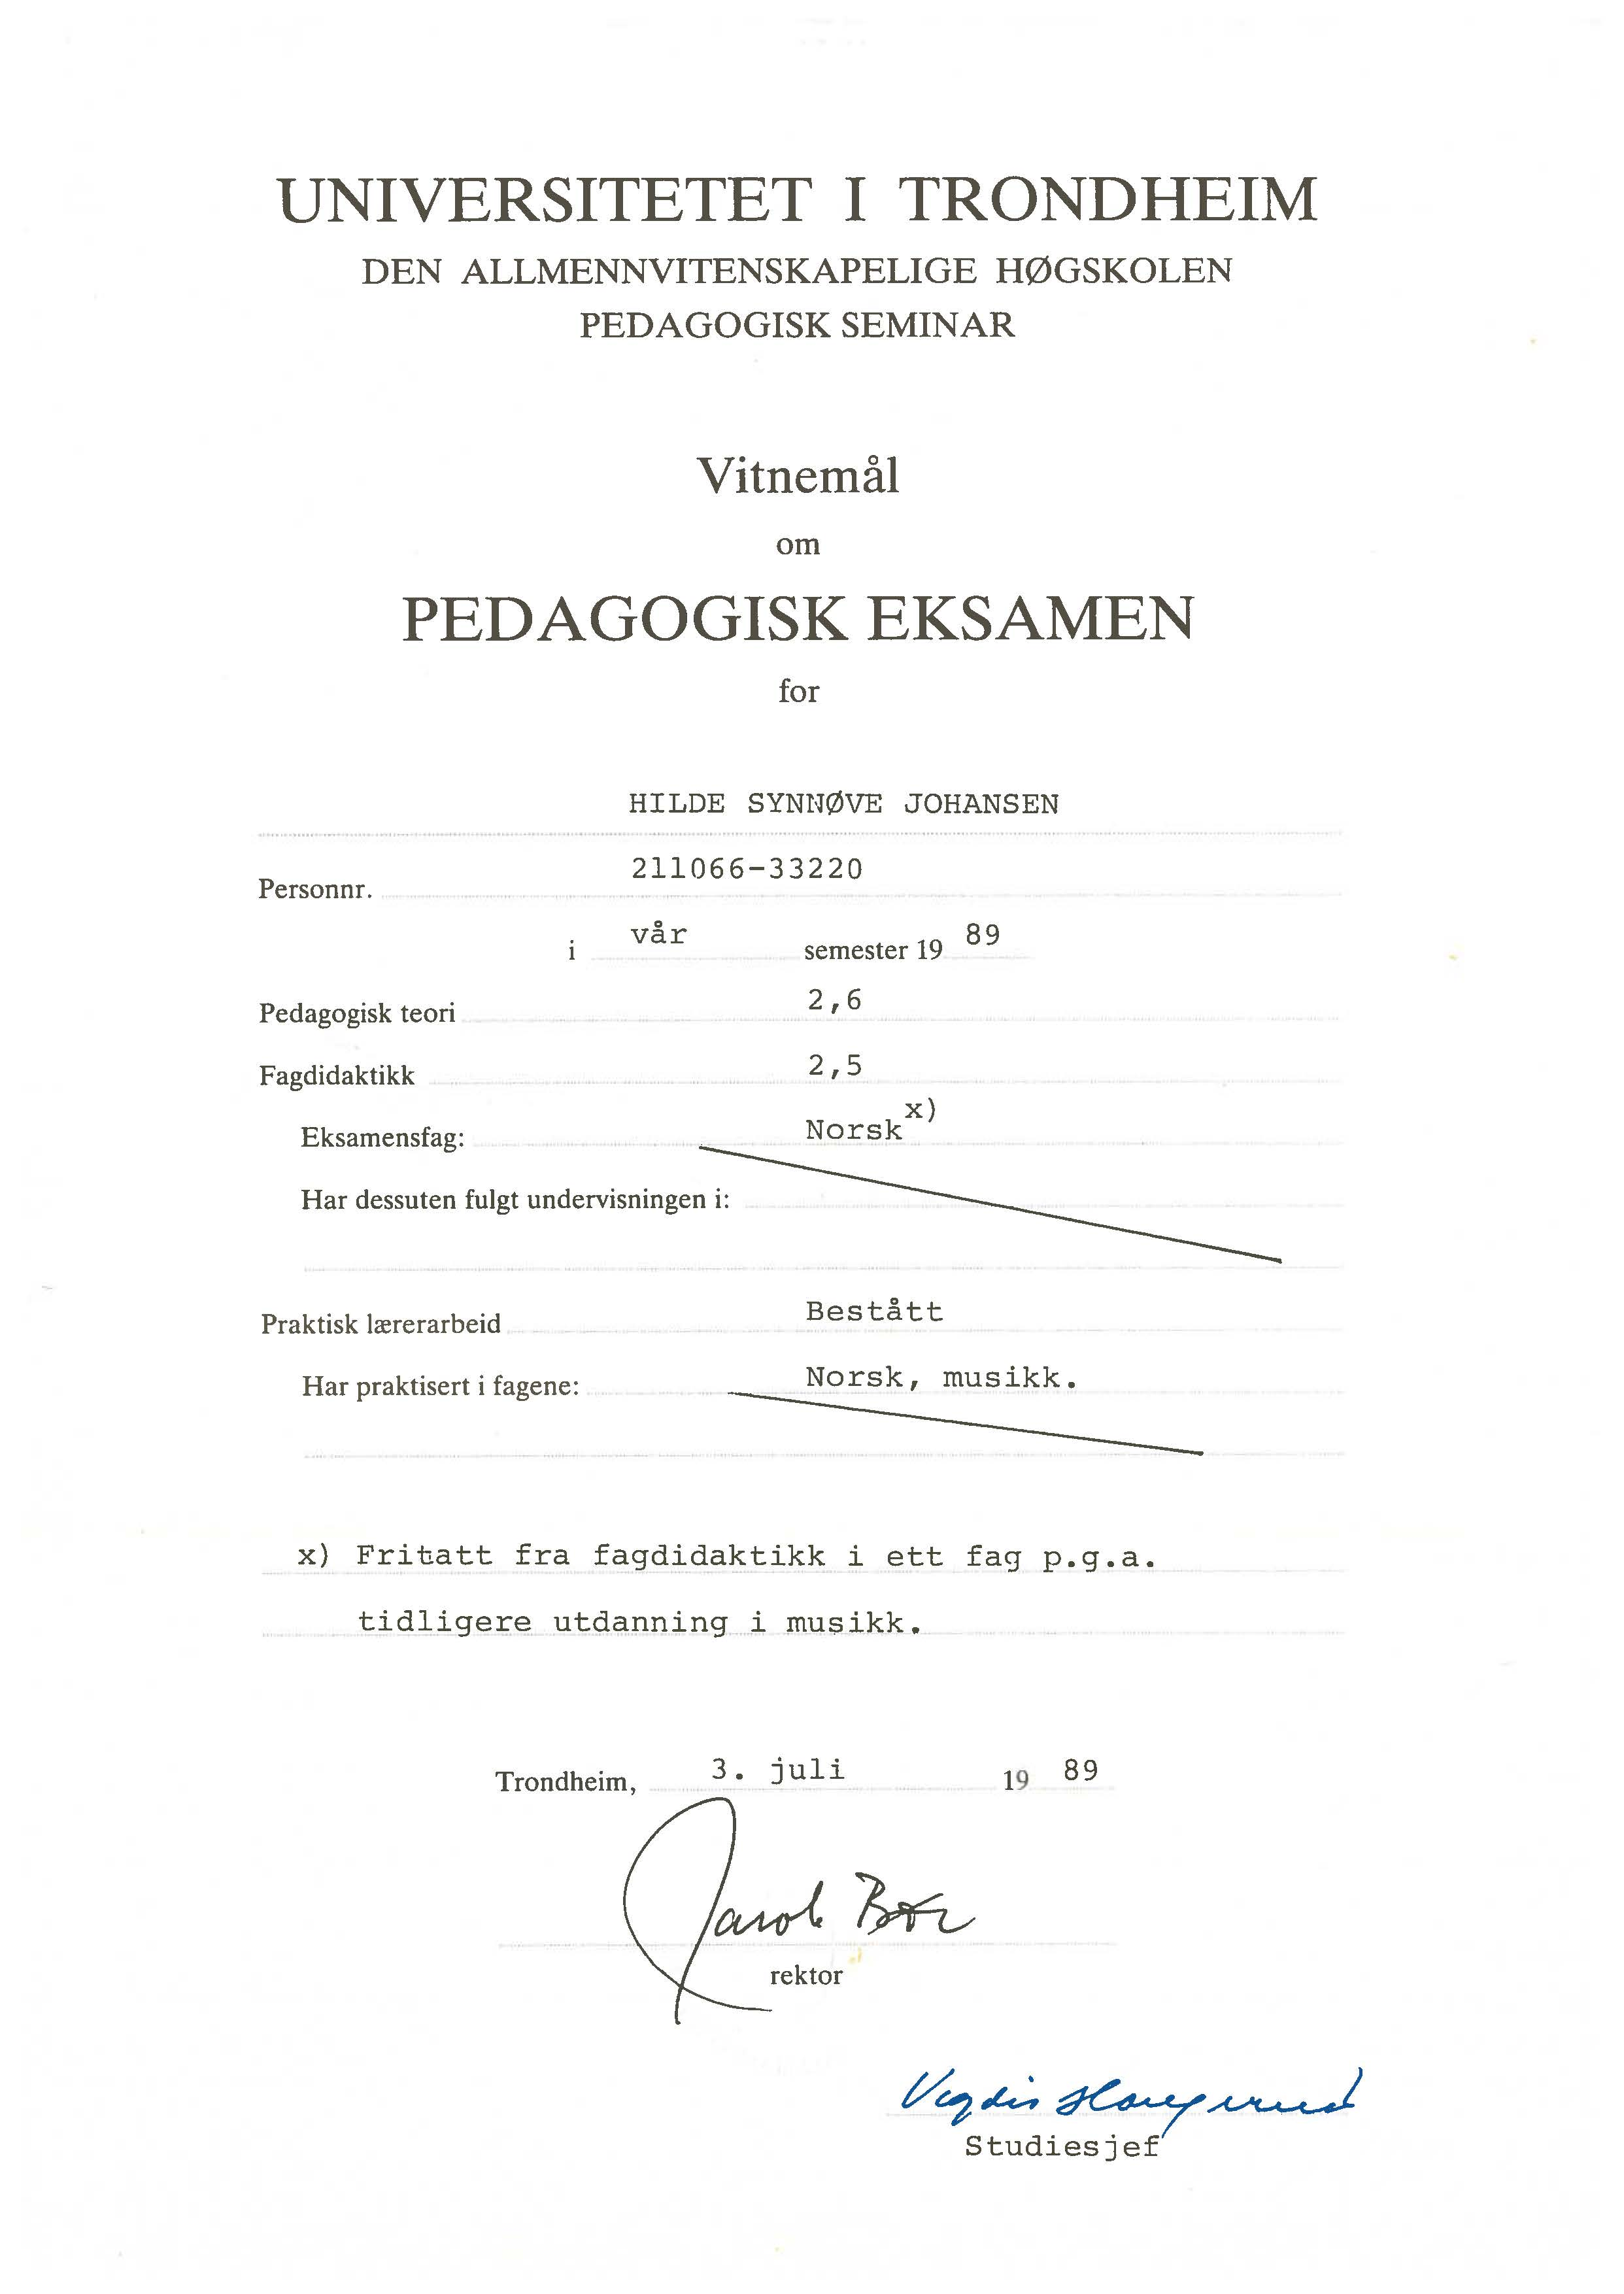 UNIVERSITETET I TRONDHEIM
DEN ALLMENNVITENSKAPELIGE HØGSKOLEN
PEDAGOGISK SEMINAR
Vitnemål
om
PEDAGOGISK EKSAMEN
for
HILDE SYNNØVE JOHANSEN
Personnr. 211066-33220
i vår semester 19 89
Pedagogisk teori 2,6
Fagdidaktikk 2,5
Eksamensfag: Norsk x)
Har dessuten fulgt undervisningen i:
Praktisk lærerarbeid Bestått
Har praktisert i fagene: Norsk, musikk.
x) Fritatt fra fagdidaktikk i ett fag p.g.a.
tidligere utdanning i musikk.
Trondheim, 3. juli 19 89
rektor
Vigdis
Studiesjef